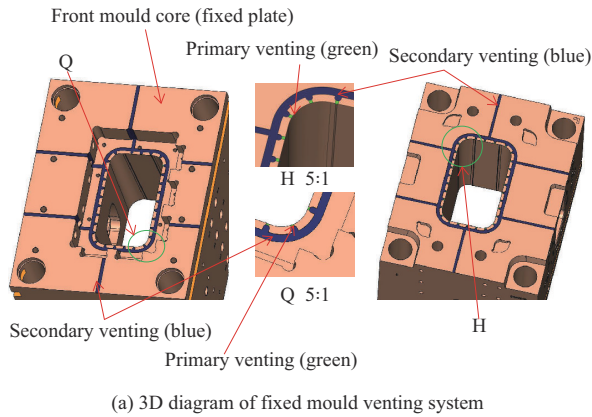 Front mould core (fixed plate)
Primary venting (green)
Secondary venting (blue)
Q
H 5:1
Q 5:1
H
Secondary venting (blue)
Primary venting (green)
(a) 3D diagram of fixed mould venting system